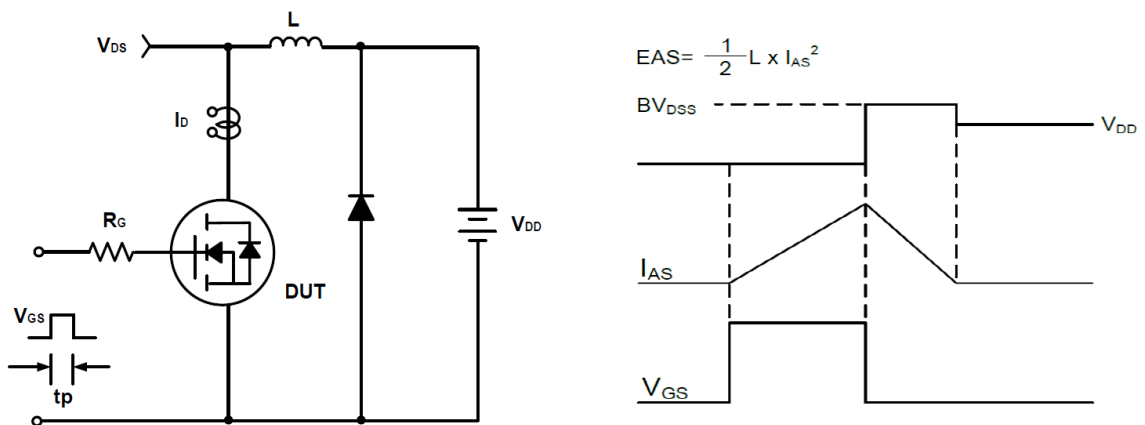 VDS
L
ID
RG
VDD
DUT
VGS
tp
EAS= 1/2 L x IAS²
BVDSS
VDD
IAS
VGS